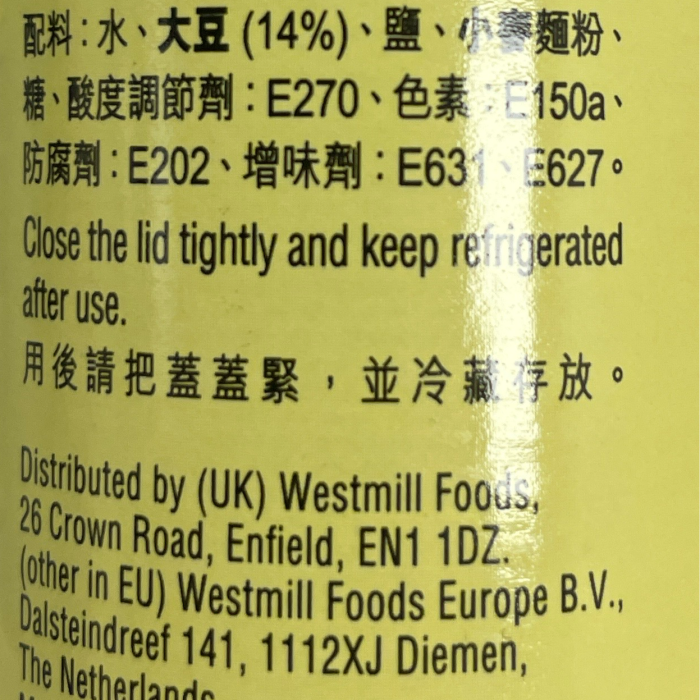 配料：水、大豆 (14%)、鹽、小麥麵粉、
糖、酸度調節劑：E270、色素：E150a、
防腐劑：E202、增味劑：E631、E627。
Close the lid tightly and keep refrigerated
after use.
用後請把蓋蓋緊，並冷藏存放。
Distributed by (UK) Westmill Foods,
26 Crown Road, Enfield, EN1 1DZ.
(other in EU) Westmill Foods Europe B.V.,
Dalsteindreef 141, 1112XJ Diemen,
The Netherlands